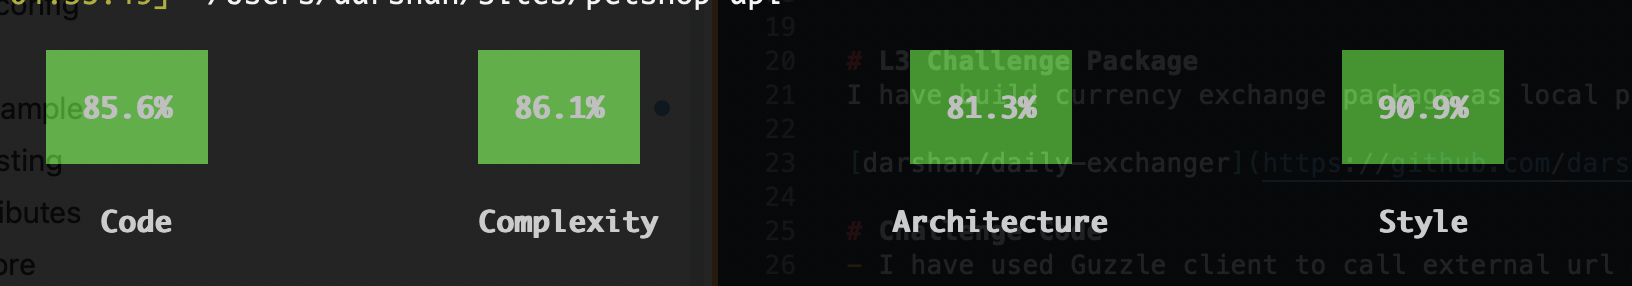 config
/Users/darshan/Sites/petshop-api
19
20 # L3 Challenge Package
21 I have build currency exchange package as local
22
ample
85.6% 86.1% 81.3% 90.9%
sting
23 [darshan/daily-exchanger](https://github.com/dars
24
ibutes
Code Complexity Architecture Style
25 # Challenge Code
ore
26 - I have used Guzzle client to call external url